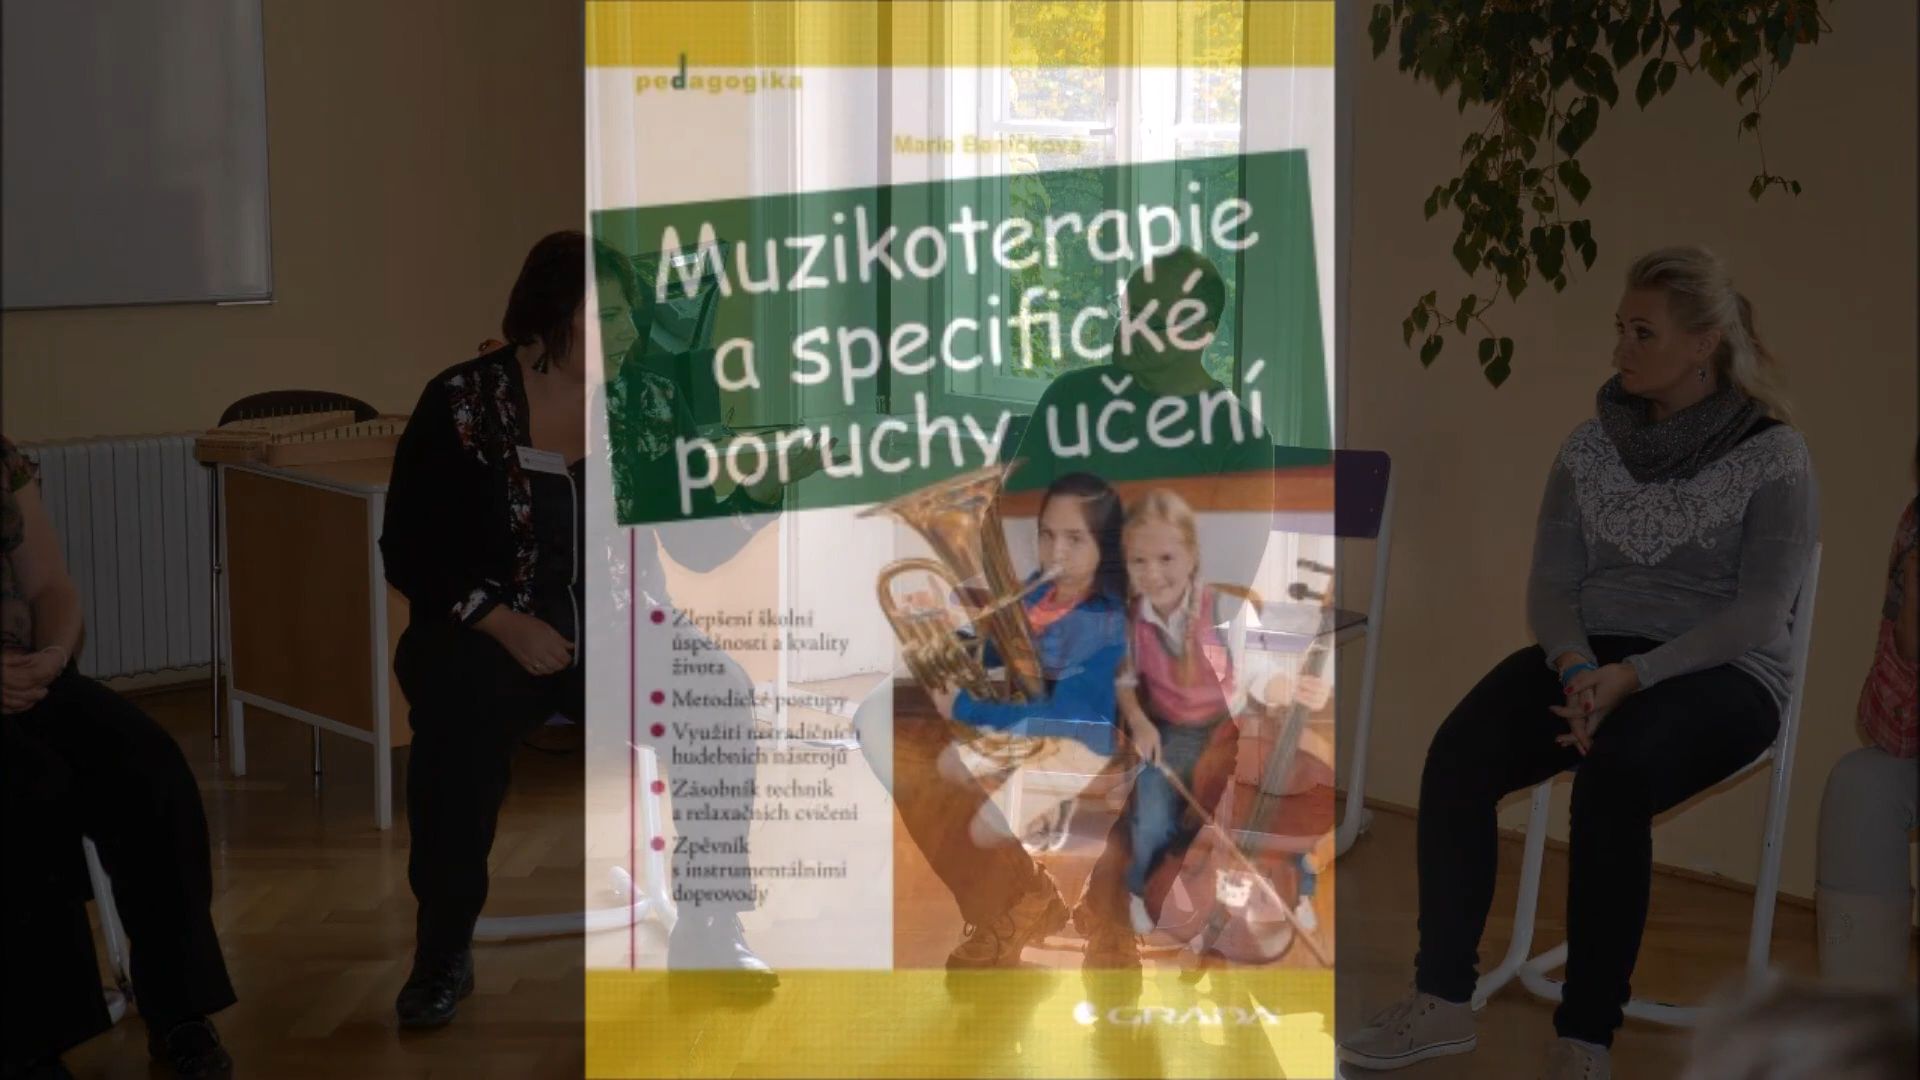 pedagogika
Marie Beníčková
Muzikoterapie
a specifické
poruchy učení
Zlepšení školní
úspěšnosti a kvality
života
Metodické postupy
Využití netradičních
hudebních nástrojů
Zásobník technik
a relaxačních cvičení
Zpěvník
s instrumentálními
doprovody
GRADA